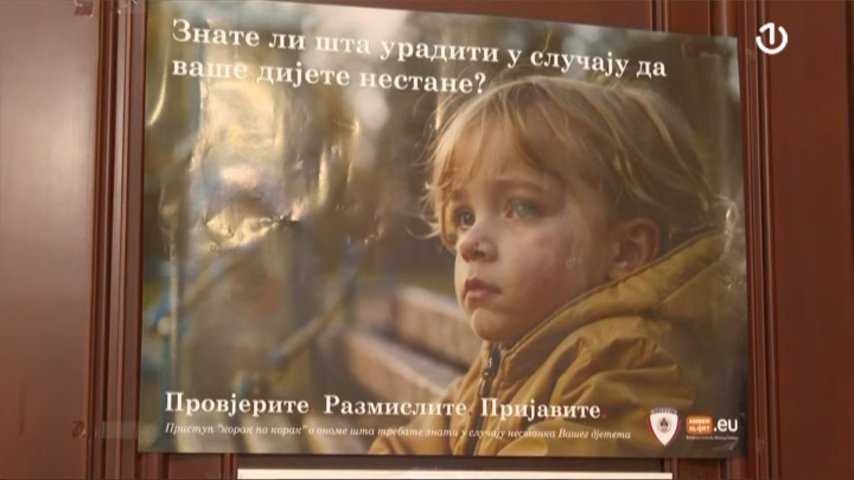 Знате ли шта урадити у случају да
ваше дијете нестане?
Провјерите. Размислите. Пријавите.
Приступ "корак по корак" о ономе шта требате знати у случају нестанка Вашег дјетета
AMBER
ALERT
.eu